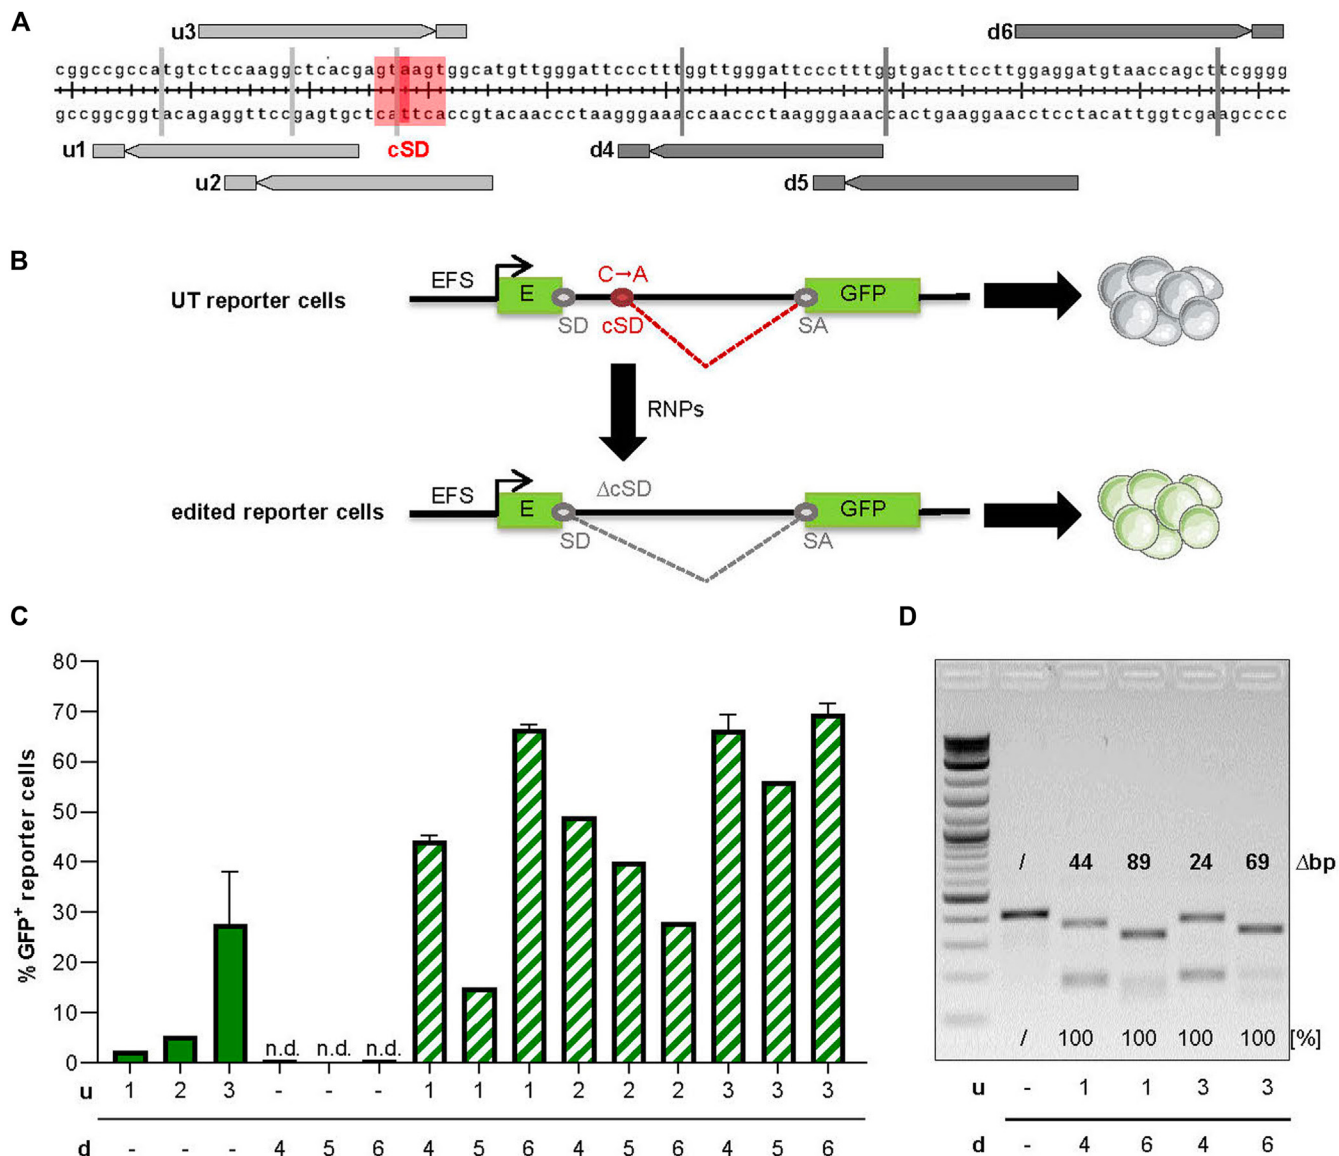 A
u3
d6
cggccgccatgtctccaaggctcacgagtaagtggcatgttgggattccctttggttgggattccctttggtgacttccttggaggatgtaaccagcttcgggg
gccggcggtacagaggttccgagtgctcattcaccgtacaaccctaagggaaaccaaccctaagggaaaccactgaaggaacctcctacattggtcgaagcccc
u1 cSD d4
u2 d5
B
UT reporter cells
EFS E SD C→A cSD SA GFP
RNPs
edited reporter cells
EFS E SD ΔcSD SA GFP
C
% GFP+ reporter cells
80
70
60
50
40
30
20
10
0
n.d. n.d. n.d.
u 1 2 3 - - - 1 1 1 2 2 2 3 3 3
d - - - 4 5 6 4 5 6 4 5 6 4 5 6
D
/ 44 89 24 69 Δbp
/ 100 100 100 100 [%]
u - 1 1 3 3
d - 4 6 4 6